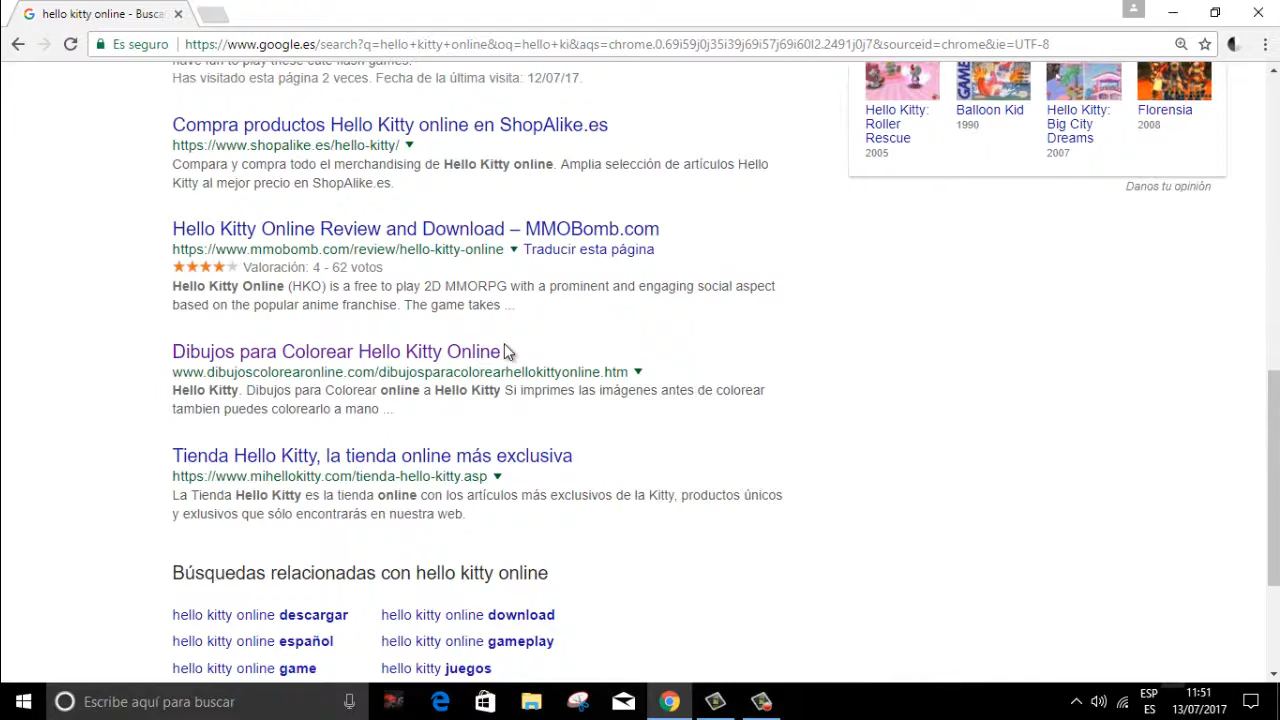 hello kitty online - Busca
Es seguro
https://www.google.es/search?q=hello+kitty+online&oq=hello+ki&aqs=chrome.0.69i59j0j35i39j69i57j69i60l2.2491j0j7&sourceid=chrome&ie=UTF-8
have fun to play these cute flash games.
Has visitado esta página 2 veces. Fecha de la última visita: 12/07/17.
Compra productos Hello Kitty online en ShopAlike.es
https://www.shopalike.es/hello-kitty/
Compara y compra todo el merchandising de Hello Kitty online. Amplia selección de artículos Hello
Kitty al mejor precio en ShopAlike.es.
Hello Kitty Online Review and Download – MMOBomb.com
https://www.mmobomb.com/review/hello-kitty-online Traducir esta página
Valoración: 4 - 62 votos
Hello Kitty Online (HKO) is a free to play 2D MMORPG with a prominent and engaging social aspect
based on the popular anime franchise. The game takes ...
Dibujos para Colorear Hello Kitty Online
www.dibujoscolorearonline.com/dibujosparacolorearhellokittyonline.htm
Hello Kitty. Dibujos para Colorear online a Hello Kitty Si imprimes las imágenes antes de colorear
tambien puedes colorearlo a mano ...
Tienda Hello Kitty, la tienda online más exclusiva
https://www.mihellokitty.com/tienda-hello-kitty.asp
La Tienda Hello Kitty es la tienda online con los artículos más exclusivos de la Kitty, productos únicos
y exlusivos que sólo encontrarás en nuestra web.
Búsquedas relacionadas con hello kitty online
hello kitty online descargar
hello kitty online download
hello kitty online español
hello kitty online gameplay
hello kitty online game
hello kitty juegos
GAME
Hello Kitty:
Roller
Rescue
2005
Balloon Kid
1990
Hello Kitty:
Big City
Dreams
2007
Florensia
2008
Danos tu opinión
Escribe aquí para buscar
ESP
ES
11:51
13/07/2017